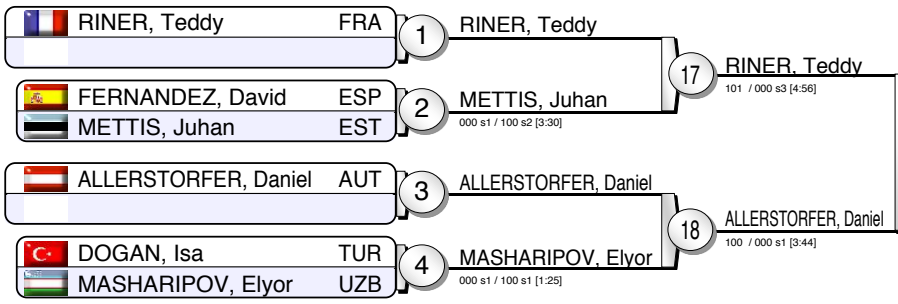 RINER, Teddy FRA
1
RINER, Teddy
FERNANDEZ, David ESP
METTIS, Juhan EST
2
METTIS, Juhan
000 s1 / 100 s2 [3:30]
17
RINER, Teddy
101 / 000 s3 [4:56]
ALLERSTORFER, Daniel AUT
3
ALLERSTORFER, Daniel
DOGAN, Isa TUR
MASHARIPOV, Elyor UZB
4
MASHARIPOV, Elyor
000 s1 / 100 s1 [1:25]
18
ALLERSTORFER, Daniel
100 / 000 s1 [3:44]